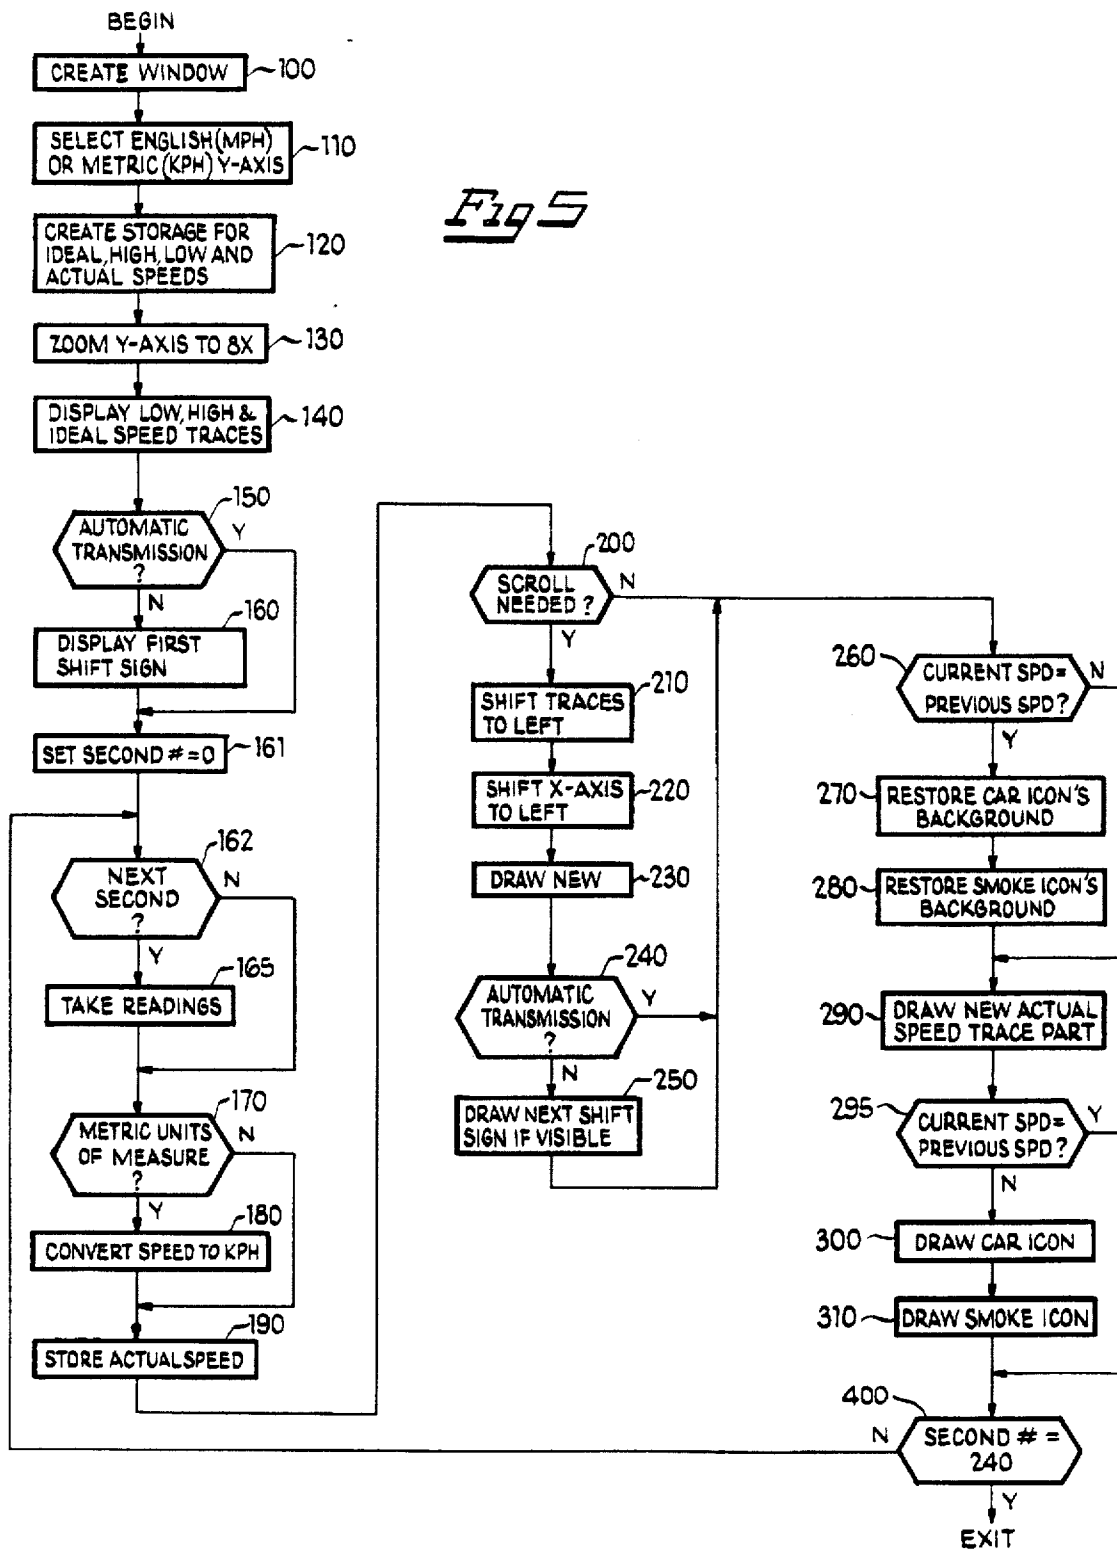 BEGIN
CREATE WINDOW
100
SELECT ENGLISH (MPH)
OR METRIC (KPH) Y-AXIS
110
Fig 5
CREATE STORAGE FOR
IDEAL, HIGH, LOW AND
ACTUAL SPEEDS
120
ZOOM Y-AXIS TO 8X
130
DISPLAY LOW, HIGH &
IDEAL SPEED TRACES
140
150
AUTOMATIC
TRANSMISSION
?
Y
N
160
DISPLAY FIRST
SHIFT SIGN
SET SECOND # = 0
161
162
NEXT
SECOND
?
N
Y
165
TAKE READINGS
170
METRIC UNITS
OF MEASURE
?
N
Y
180
CONVERT SPEED TO KPH
190
STORE ACTUAL SPEED
200
SCROLL
NEEDED ?
N
Y
210
SHIFT TRACES
TO LEFT
SHIFT X-AXIS
TO LEFT
220
DRAW NEW
230
240
AUTOMATIC
TRANSMISSION
?
Y
N
250
DRAW NEXT SHIFT
SIGN IF VISIBLE
260
CURRENT SPD =
PREVIOUS SPD ?
N
Y
270
RESTORE CAR ICON'S
BACKGROUND
280
RESTORE SMOKE ICON'S
BACKGROUND
290
DRAW NEW ACTUAL
SPEED TRACE PART
295
CURRENT SPD =
PREVIOUS SPD ?
Y
N
300
DRAW CAR ICON
310
DRAW SMOKE ICON
400
SECOND # =
240
N
Y
EXIT